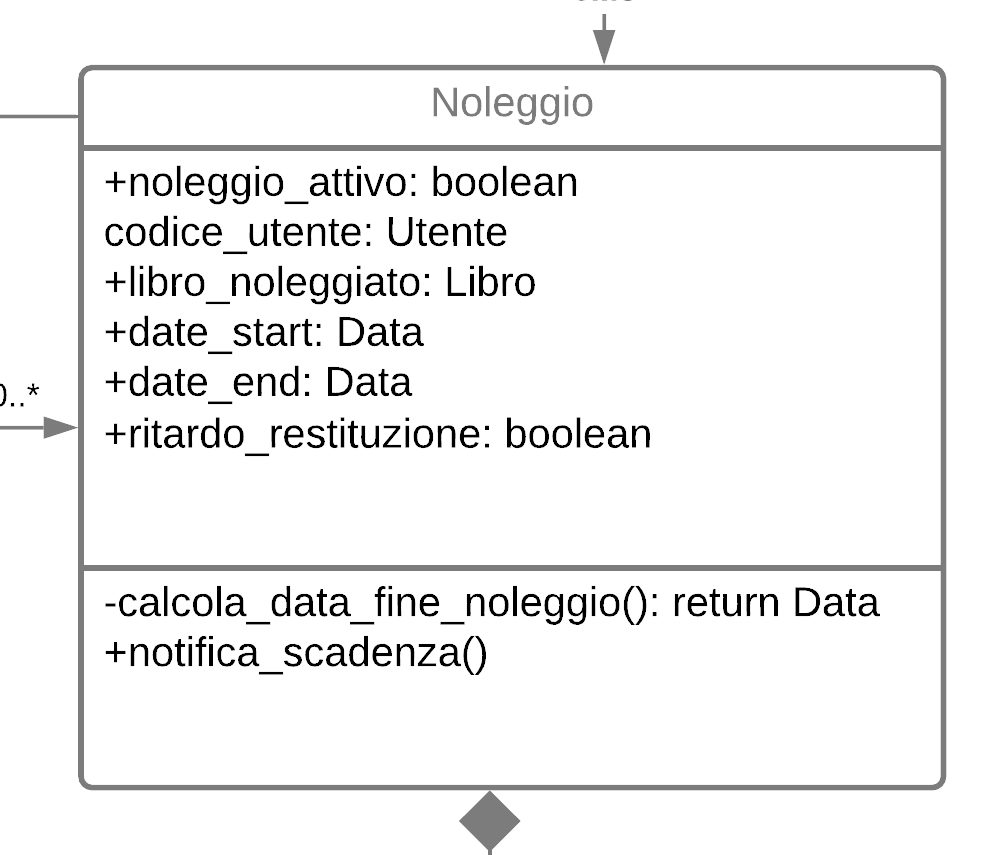 Noleggio
+noleggio_attivo: boolean
codice_utente: Utente
+libro_noleggiato: Libro
+date_start: Data
+date_end: Data
0..*
+ritardo_restituzione: boolean
-calcola_data_fine_noleggio(): return Data
+notifica_scadenza()